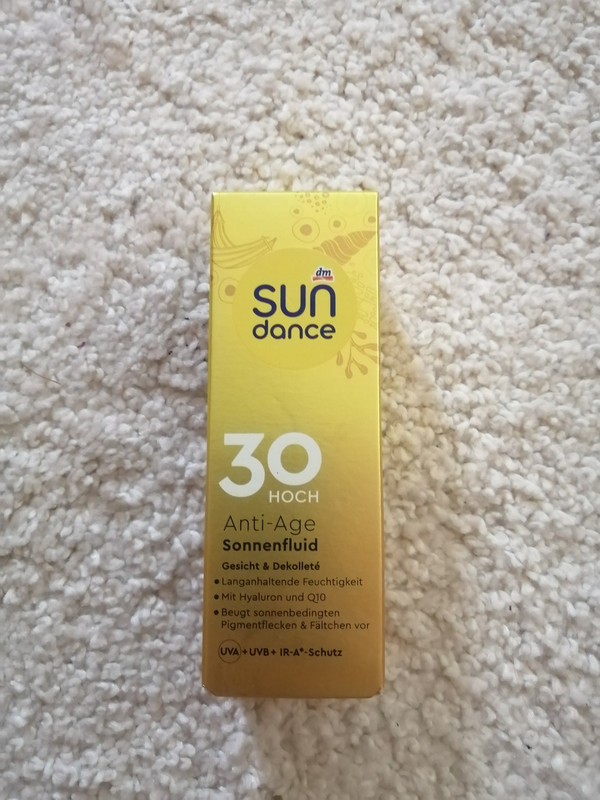 dm
sun
dance
30
HOCH
Anti-Age
Sonnenfluid
Gesicht & Dekolleté
• Langanhaltende Feuchtigkeit
• Mit Hyaluron und Q10
• Beugt sonnenbedingten
Pigmentflecken & Fältchen vor
UVA + UVB + IR-A*-Schutz